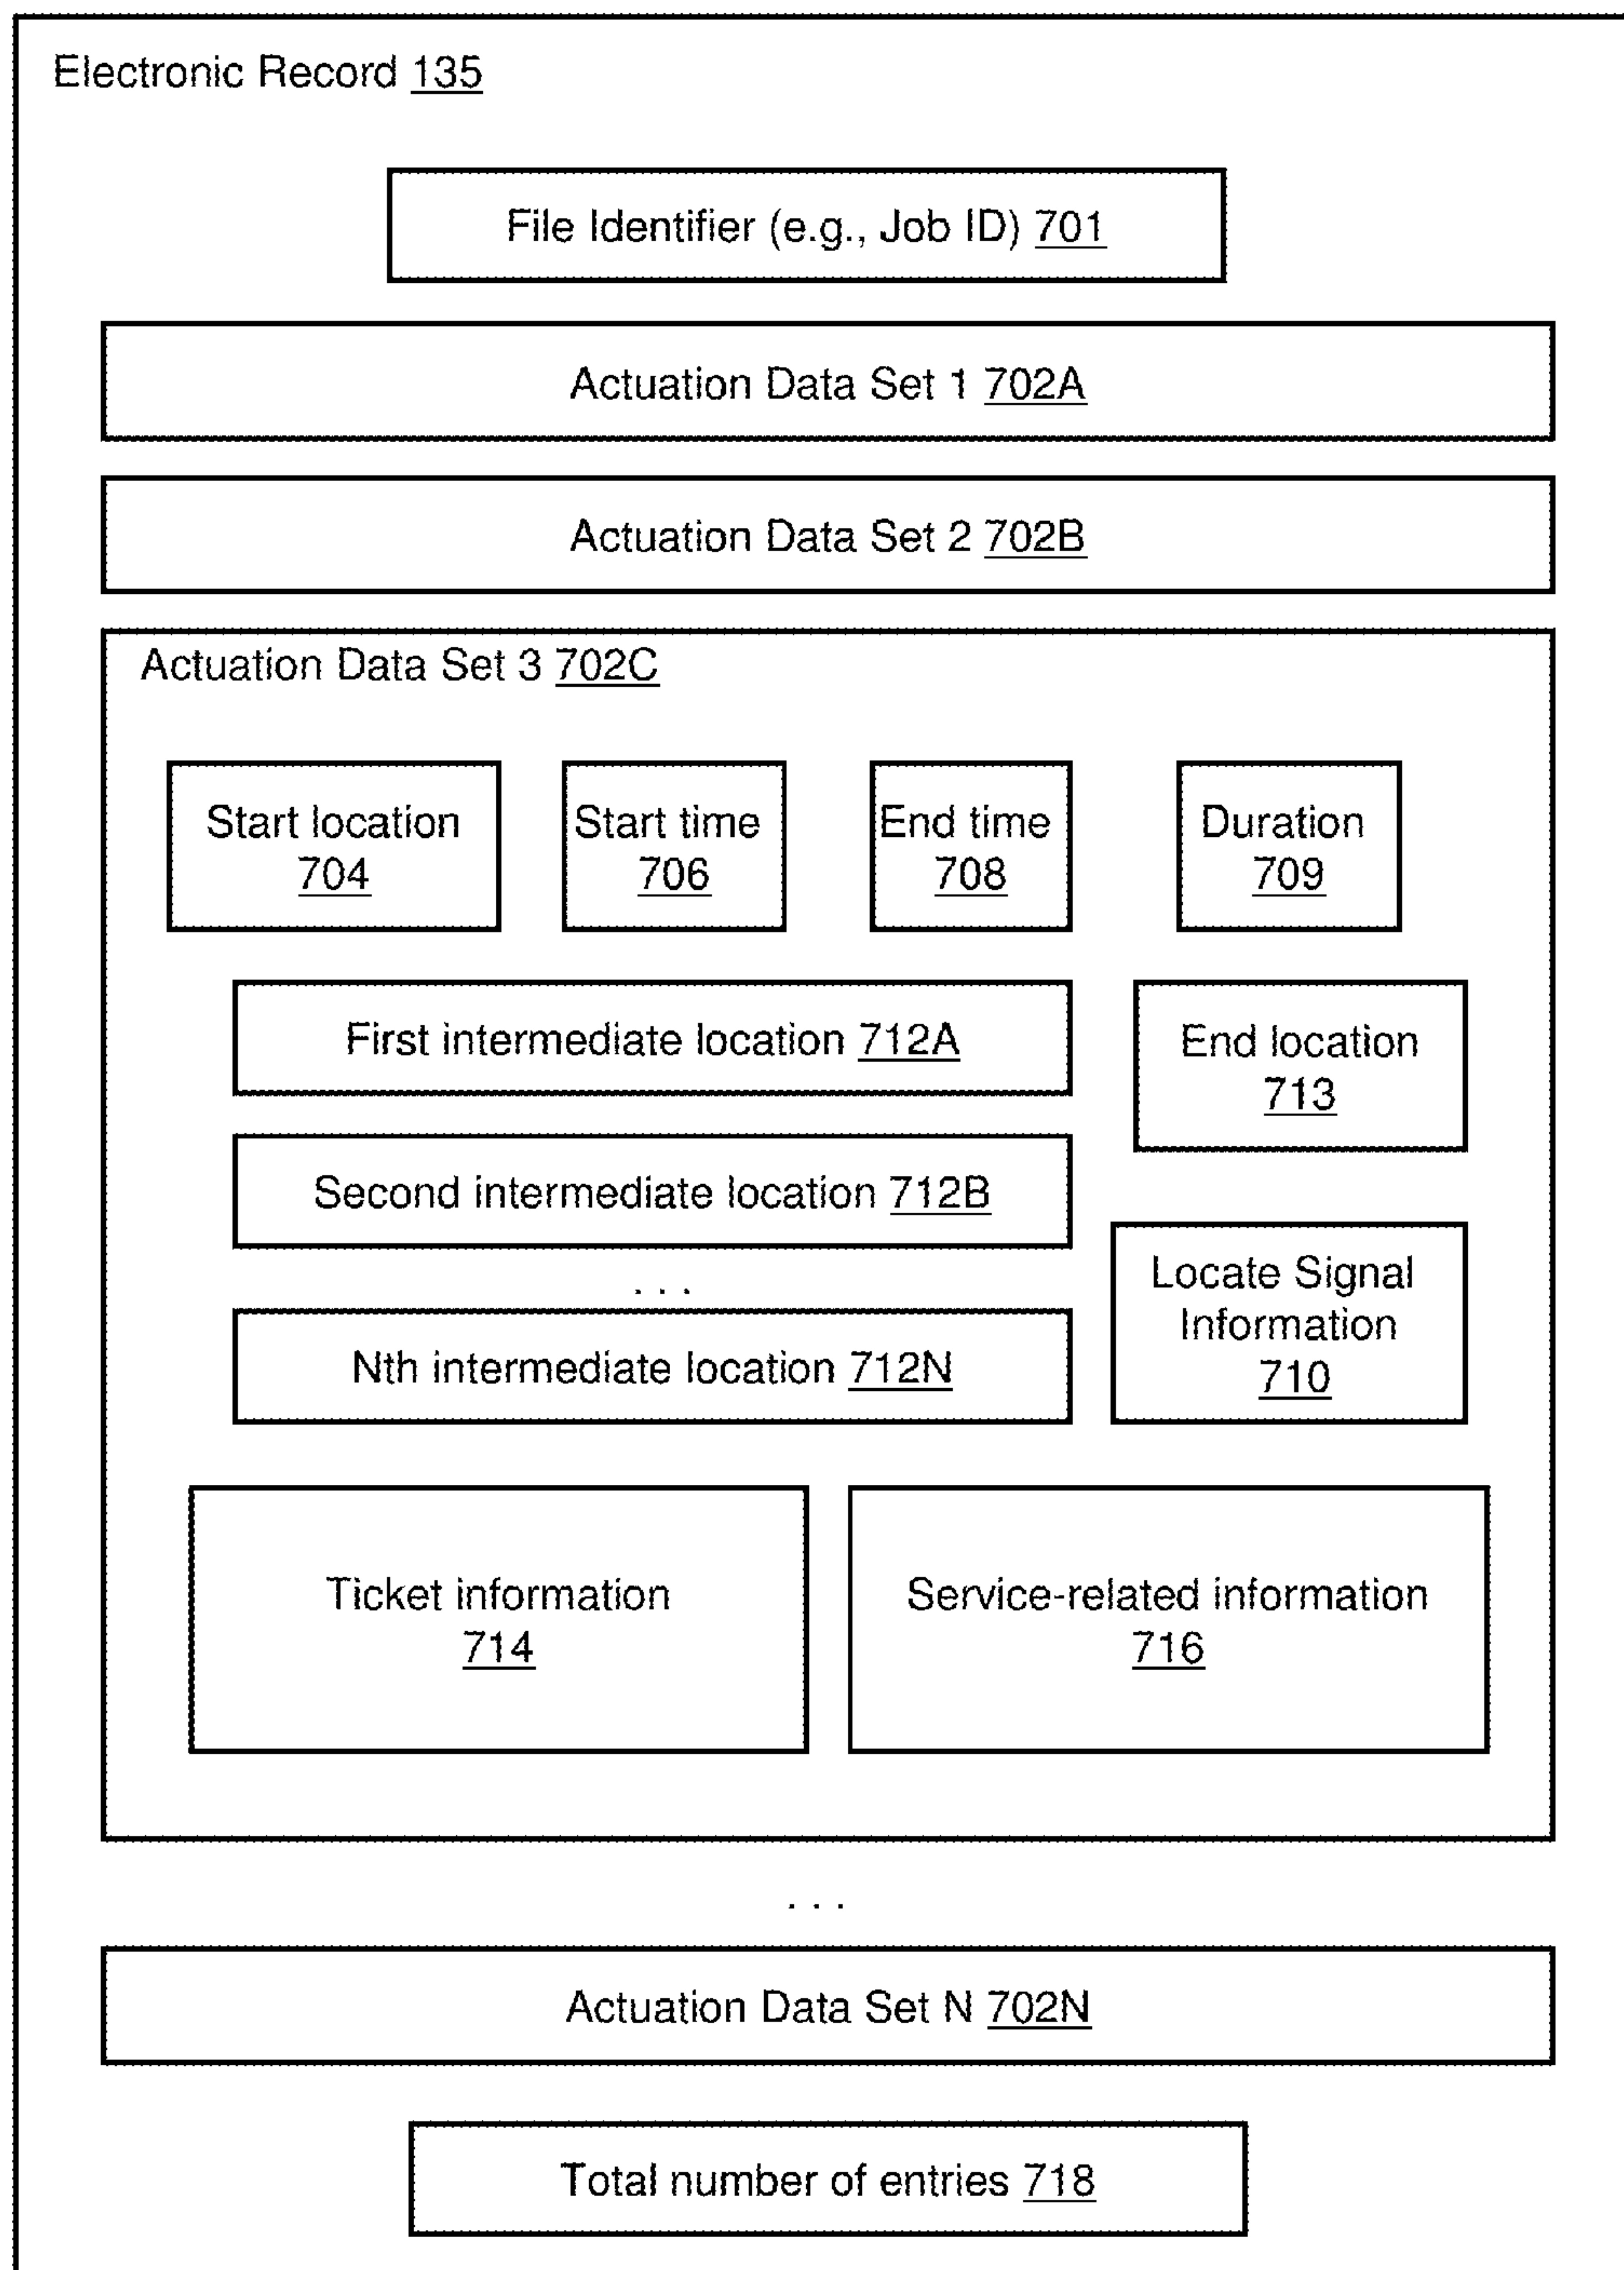 Electronic Record 135
File Identifier (e.g., Job ID) 701
Actuation Data Set 1 702A
Actuation Data Set 2 702B
Actuation Data Set 3 702C
Start location
704
Start time
706
End time
708
Duration
709
First intermediate location 712A
End location
713
Second intermediate location 712B
. . .
Nth intermediate location 712N
Locate Signal
Information
710
Ticket information
714
Service-related information
716
. . .
Actuation Data Set N 702N
Total number of entries 718